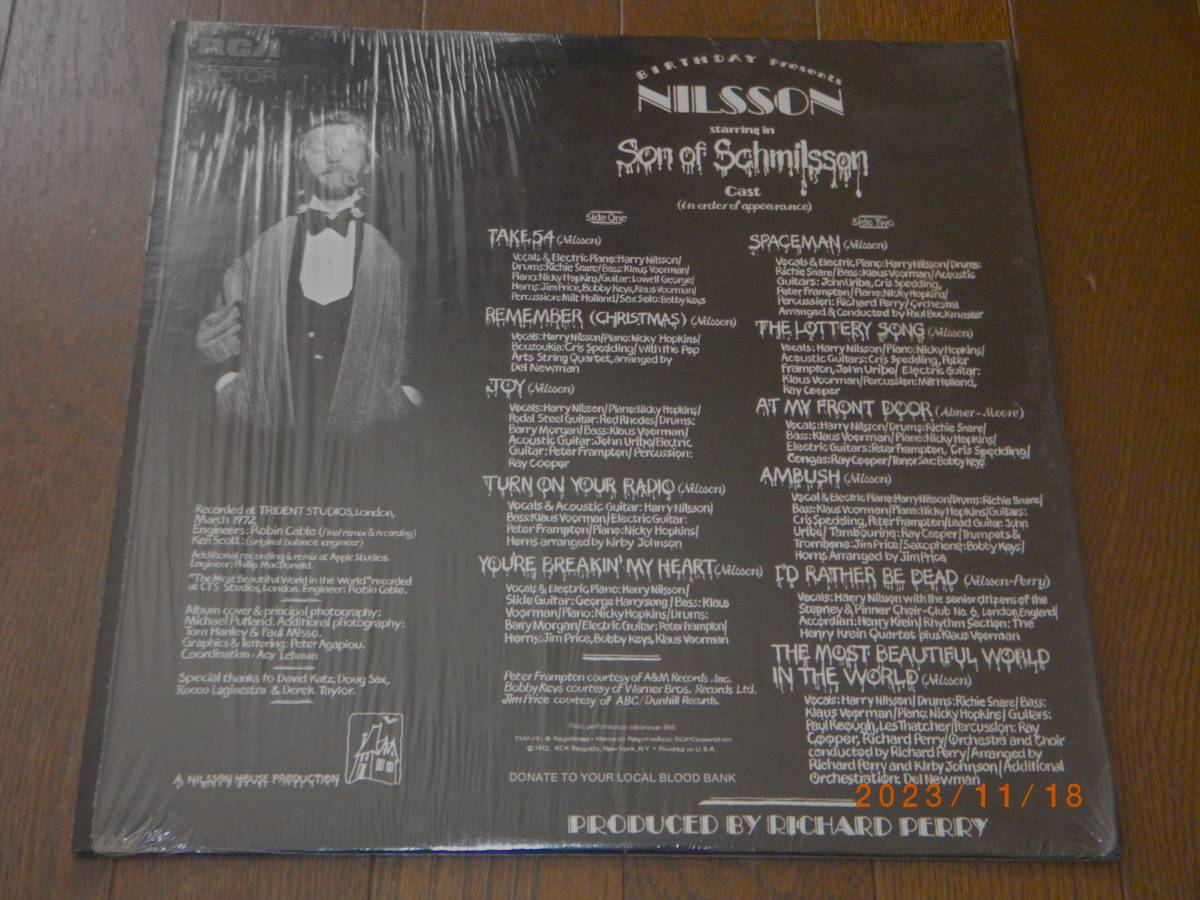 RCA
VICTOR
BIRTHDAY Presents
NILSSON
starring in
Son of Schmilsson
Cast
(in order of appearance)
Side One
TAKE 54 (Nilsson)
Vocals & Electric Piano: Harry Nilsson/
Drums: Richie Snare/ Bass: Klaus Voorman/
Piano: Nicky Hopkins/ Guitar: Lowell George/
Horns: Jim Price, Bobby Keys, Klaus Voorman/
Percussion: Milt Holland/ Sax Solo: Bobby Keys
REMEMBER (CHRISTMAS) (Nilsson)
Vocals: Harry Nilsson/ Piano: Nicky Hopkins/
Bouzoukia: Cris Spedding/ With the Pop
Arts String Quartet, arranged by
Del Newman
JOY (Nilsson)
Vocals: Harry Nilsson/ Piano: Nicky Hopkins/
Pedal Steel Guitar: Red Rhodes/ Drums:
Barry Morgan/ Bass: Klaus Voorman/
Acoustic Guitar: John Uribe/ Electric
Guitar: Peter Frampton/ Percussion:
Ray Cooper
TURN ON YOUR RADIO (Nilsson)
Vocals & Acoustic Guitar: Harry Nilsson/
Bass: Klaus Voorman/ Electric Guitar:
Peter Frampton/ Piano: Nicky Hopkins/
Horns arranged by Kirby Johnson
YOU'RE BREAKIN' MY HEART (Nilsson)
Vocals & Electric Piano: Harry Nilsson/
Slide Guitar: George Harrysong/ Bass: Klaus
Voorman/ Piano: Nicky Hopkins/ Drums:
Barry Morgan/ Electric Guitar: Peter Frampton/
Horns: Jim Price, Bobby Keys, Klaus Voorman
Peter Frampton courtesy of A&M Records, Inc.
Bobby Keys courtesy of Warner Bros. Records Ltd.
Jim Price courtesy of ABC/Dunhill Records.
Public performance clearance-BMI
TMK(s) ® Registered • Marca(s) Registrada(s) RCA Corporation
© 1972, RCA Records, New York, N.Y. • Printed in U.S.A.
DONATE TO YOUR LOCAL BLOOD BANK
Side Two
SPACEMAN (Nilsson)
Vocals & Electric Piano: Harry Nilsson/ Drums:
Richie Snare/ Bass: Klaus Voorman/ Acoustic
Guitars: John Uribe, Cris Spedding,
Peter Frampton/ Piano: Nicky Hopkins/
Percussion: Richard Perry/ Orchestra
Arranged & Conducted by Paul Buckmaster
THE LOTTERY SONG (Nilsson)
Vocals: Harry Nilsson/ Piano: Nicky Hopkins/
Acoustic Guitars: Cris Spedding, Peter
Frampton, John Uribe/ Electric Guitar:
Klaus Voorman/ Percussion: Milt Holland,
Ray Cooper
AT MY FRONT DOOR (Abner-Moore)
Vocals: Harry Nilsson/ Drums: Richie Snare/
Bass: Klaus Voorman/ Piano: Nicky Hopkins/
Electric Guitars: Peter Frampton, Cris Spedding/
Congas: Ray Cooper/ Tenor Sax: Bobby Keys
AMBUSH (Nilsson)
Vocal & Electric Piano: Harry Nilsson/ Drums: Richie Snare/
Bass: Klaus Voorman/ Piano: Nicky Hopkins/ Guitars:
Cris Spedding, Peter Frampton/ Lead Guitar: John
Uribe/ Tambourine: Ray Cooper/ Trumpets &
Trombone: Jim Price/ Saxophone: Bobby Keys/
Horns Arranged by Jim Price
I'D RATHER BE DEAD (Nilsson-Perry)
Vocals: Harry Nilsson with the senior citizens of the
Stepney & Pinner Choir-Club No. 6, London, England/
Accordian: Henry Krein/ Rhythm Section: The
Henry Krein Quartet plus Klaus Voorman
THE MOST BEAUTIFUL WORLD
IN THE WORLD (Nilsson)
Vocals: Harry Nilsson/ Drums: Richie Snare/ Bass:
Klaus Voorman/ Piano: Nicky Hopkins/ Guitars:
Paul Keough, Les Thatcher/ Percussion: Ray
Cooper, Richard Perry/ Orchestra and Choir
conducted by Richard Perry/ Arranged by
Richard Perry and Kirby Johnson/ Additional
Orchestration: Del Newman
Recorded at TRIDENT STUDIOS, London,
March 1972
Engineers: Robin Cable (final remix & recording)
Ken Scott: (original balance engineer)
Additional recording & remix at Apple Studios.
Engineer: Phillip MacDonald.
"The Most Beautiful World in the World" recorded
at CTS Studios, London. Engineer: Robin Cable.
Album cover & principal photography:
Michael Putland. Additional photography:
Tom Hanley & Paul Misso.
Graphics & lettering: Peter Agapiou.
Coordination - Acy Lehman
Special thanks to David Katz, Doug Sax,
Rocco Laginestra & Derek Taylor.
A NILSSON HOUSE PRODUCTION
PRODUCED BY RICHARD PERRY
2023/11/18